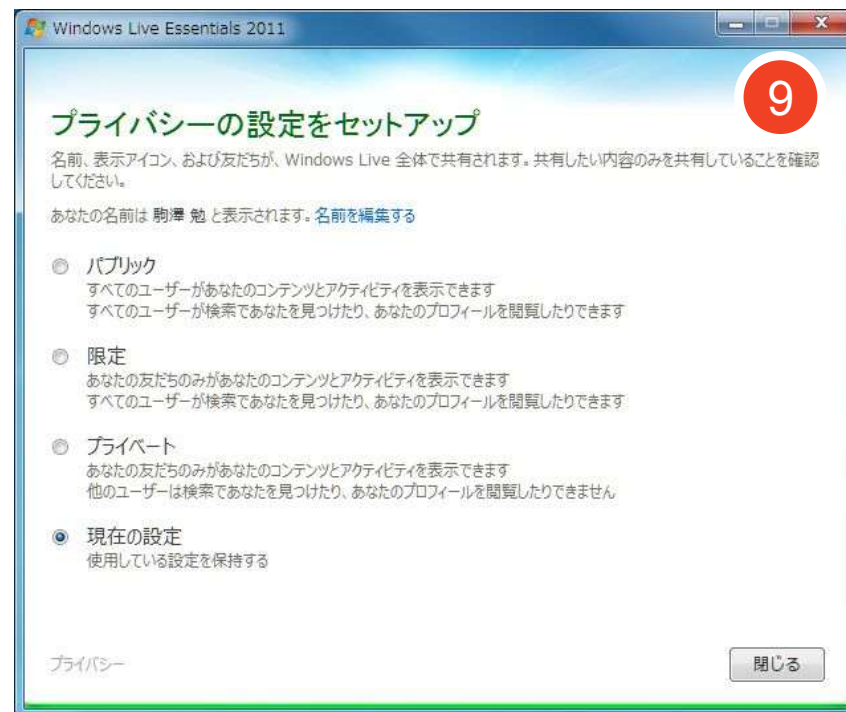 Windows Live Essentials 2011
9
プライバシーの設定をセットアップ
名前、表示アイコン、および友だちが、Windows Live 全体で共有されます。共有したい内容のみを共有していることを確認
してください。
あなたの名前は 駒澤 勉 と表示されます。名前を編集する
パブリック
すべてのユーザーがあなたのコンテンツとアクティビティを表示できます
すべてのユーザーが検索であなたを見つけたり、あなたのプロフィールを閲覧したりできます
限定
あなたの友だちのみがあなたのコンテンツとアクティビティを表示できます
すべてのユーザーが検索であなたを見つけたり、あなたのプロフィールを閲覧したりできます
プライベート
あなたの友だちのみがあなたのコンテンツとアクティビティを表示できます
他のユーザーは検索であなたを見つけたり、あなたのプロフィールを閲覧したりできません
現在の設定
使用している設定を保持する
プライバシー
閉じる